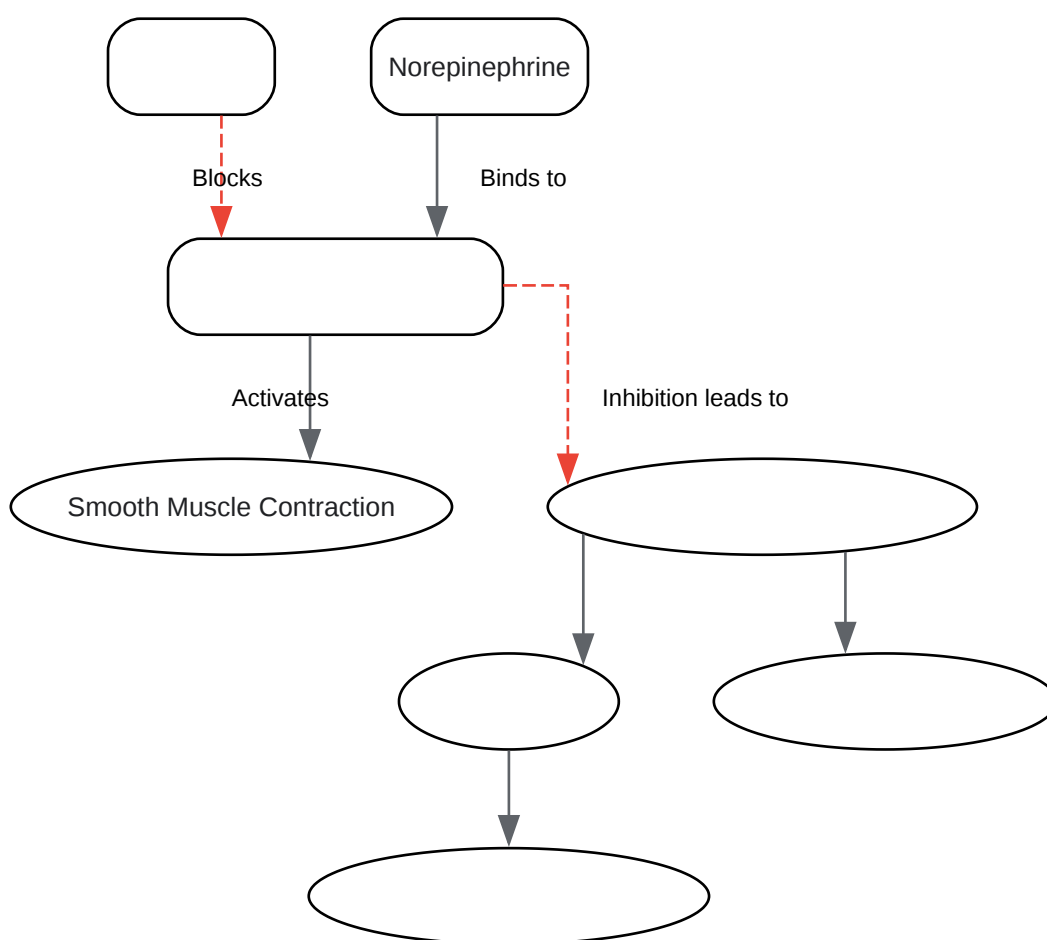 Norepinephrine
Blocks
Binds to
Activates
Inhibition leads to
Smooth Muscle Contraction